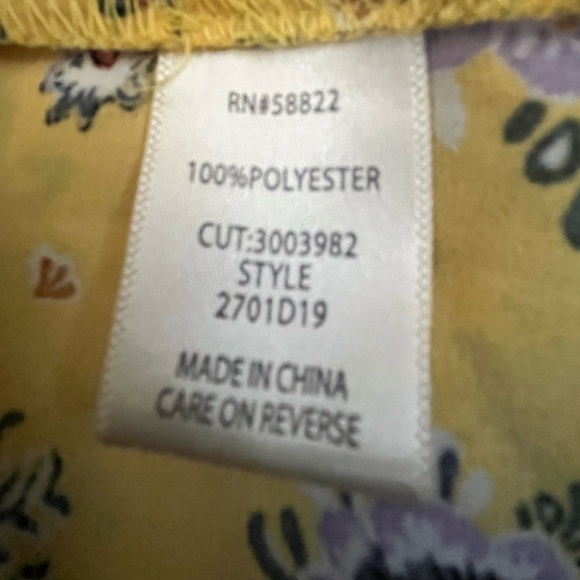 RN#58822
100%POLYESTER
CUT:3003982
STYLE
2701D19
MADE IN CHINA
CARE ON REVERSE